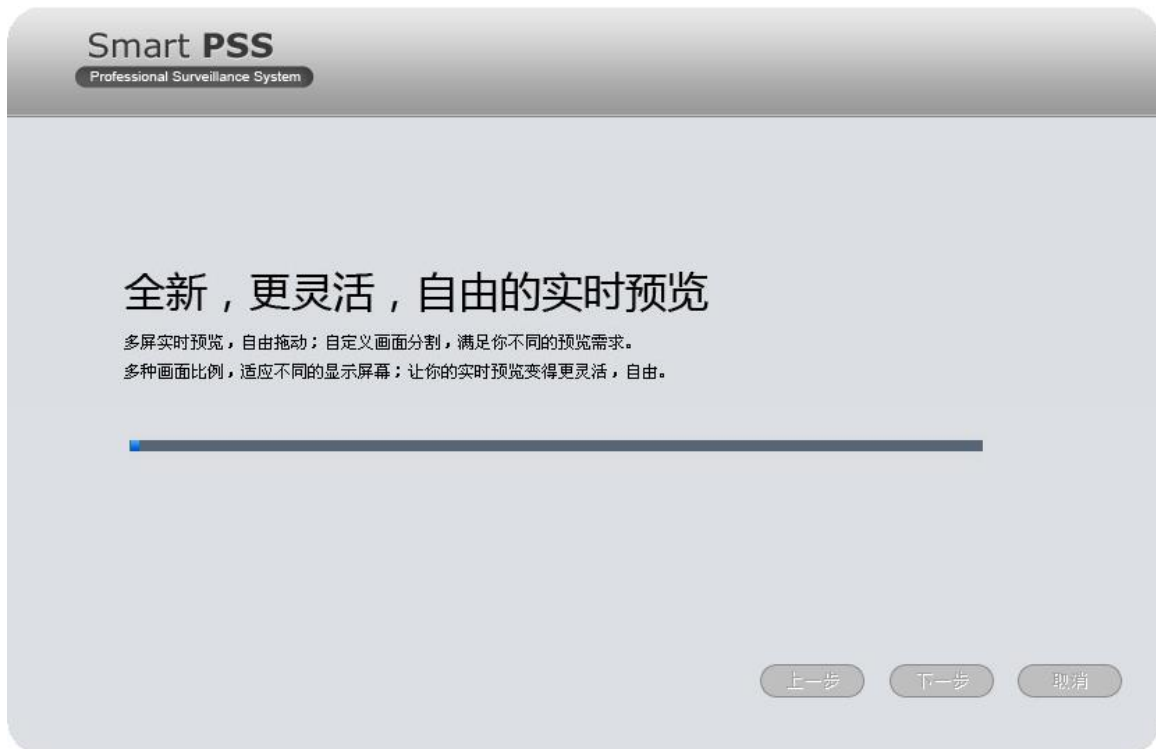 Smart PSS
Professional Surveillance System
全新，更灵活，自由的实时预览
多屏实时预览，自由拖动；自定义画面分割，满足你不同的预览需求。
多种画面比例，适应不同的显示屏幕；让你的实时预览变得更灵活，自由。
上一步 下一步 取消